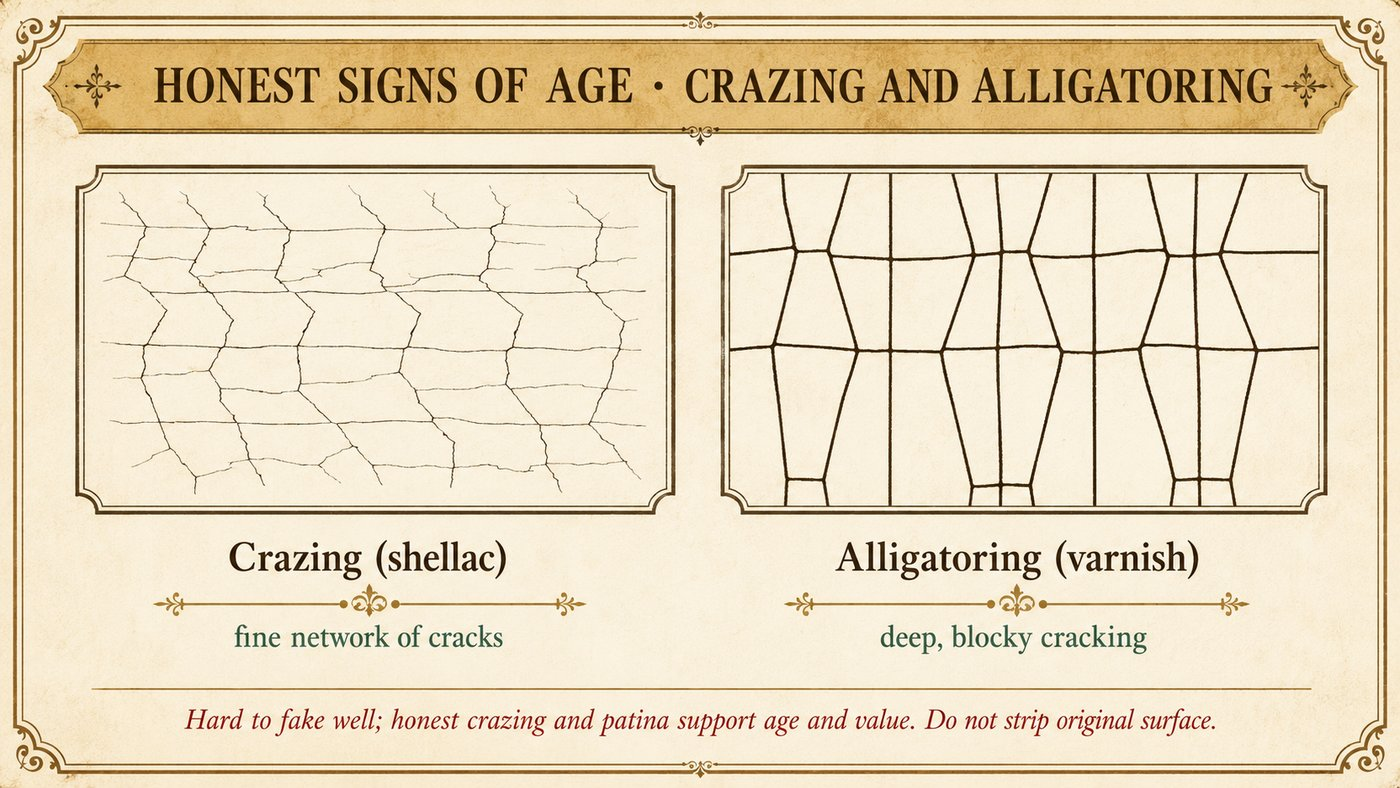 HONEST SIGNS OF AGE · CRAZING AND ALLIGATORING
Crazing (shellac)
fine network of cracks
Alligatoring (varnish)
deep, blocky cracking
Hard to fake well; honest crazing and patina support age and value. Do not strip original surface.